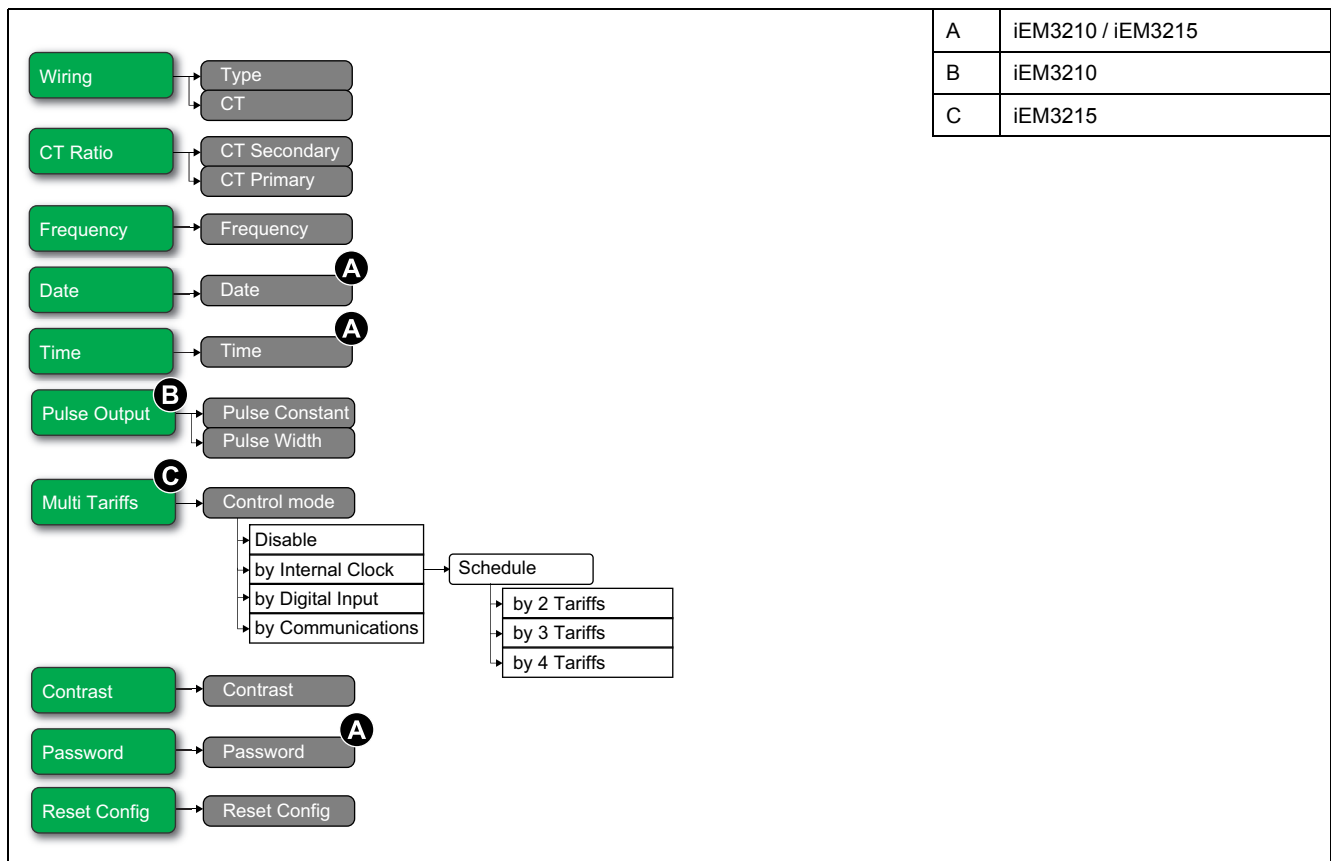 A iEM3210 / iEM3215
B iEM3210
C iEM3215
Wiring
Type
CT
CT Ratio
CT Secondary
CT Primary
Frequency
Frequency
A
Date
Date
A
Time
Time
B
Pulse Output
Pulse Constant
Pulse Width
C
Multi Tariffs
Control mode
Disable
by Internal Clock
Schedule
by Digital Input
by Communications
by 2 Tariffs
by 3 Tariffs
by 4 Tariffs
Contrast
Contrast
A
Password
Password
Reset Config
Reset Config